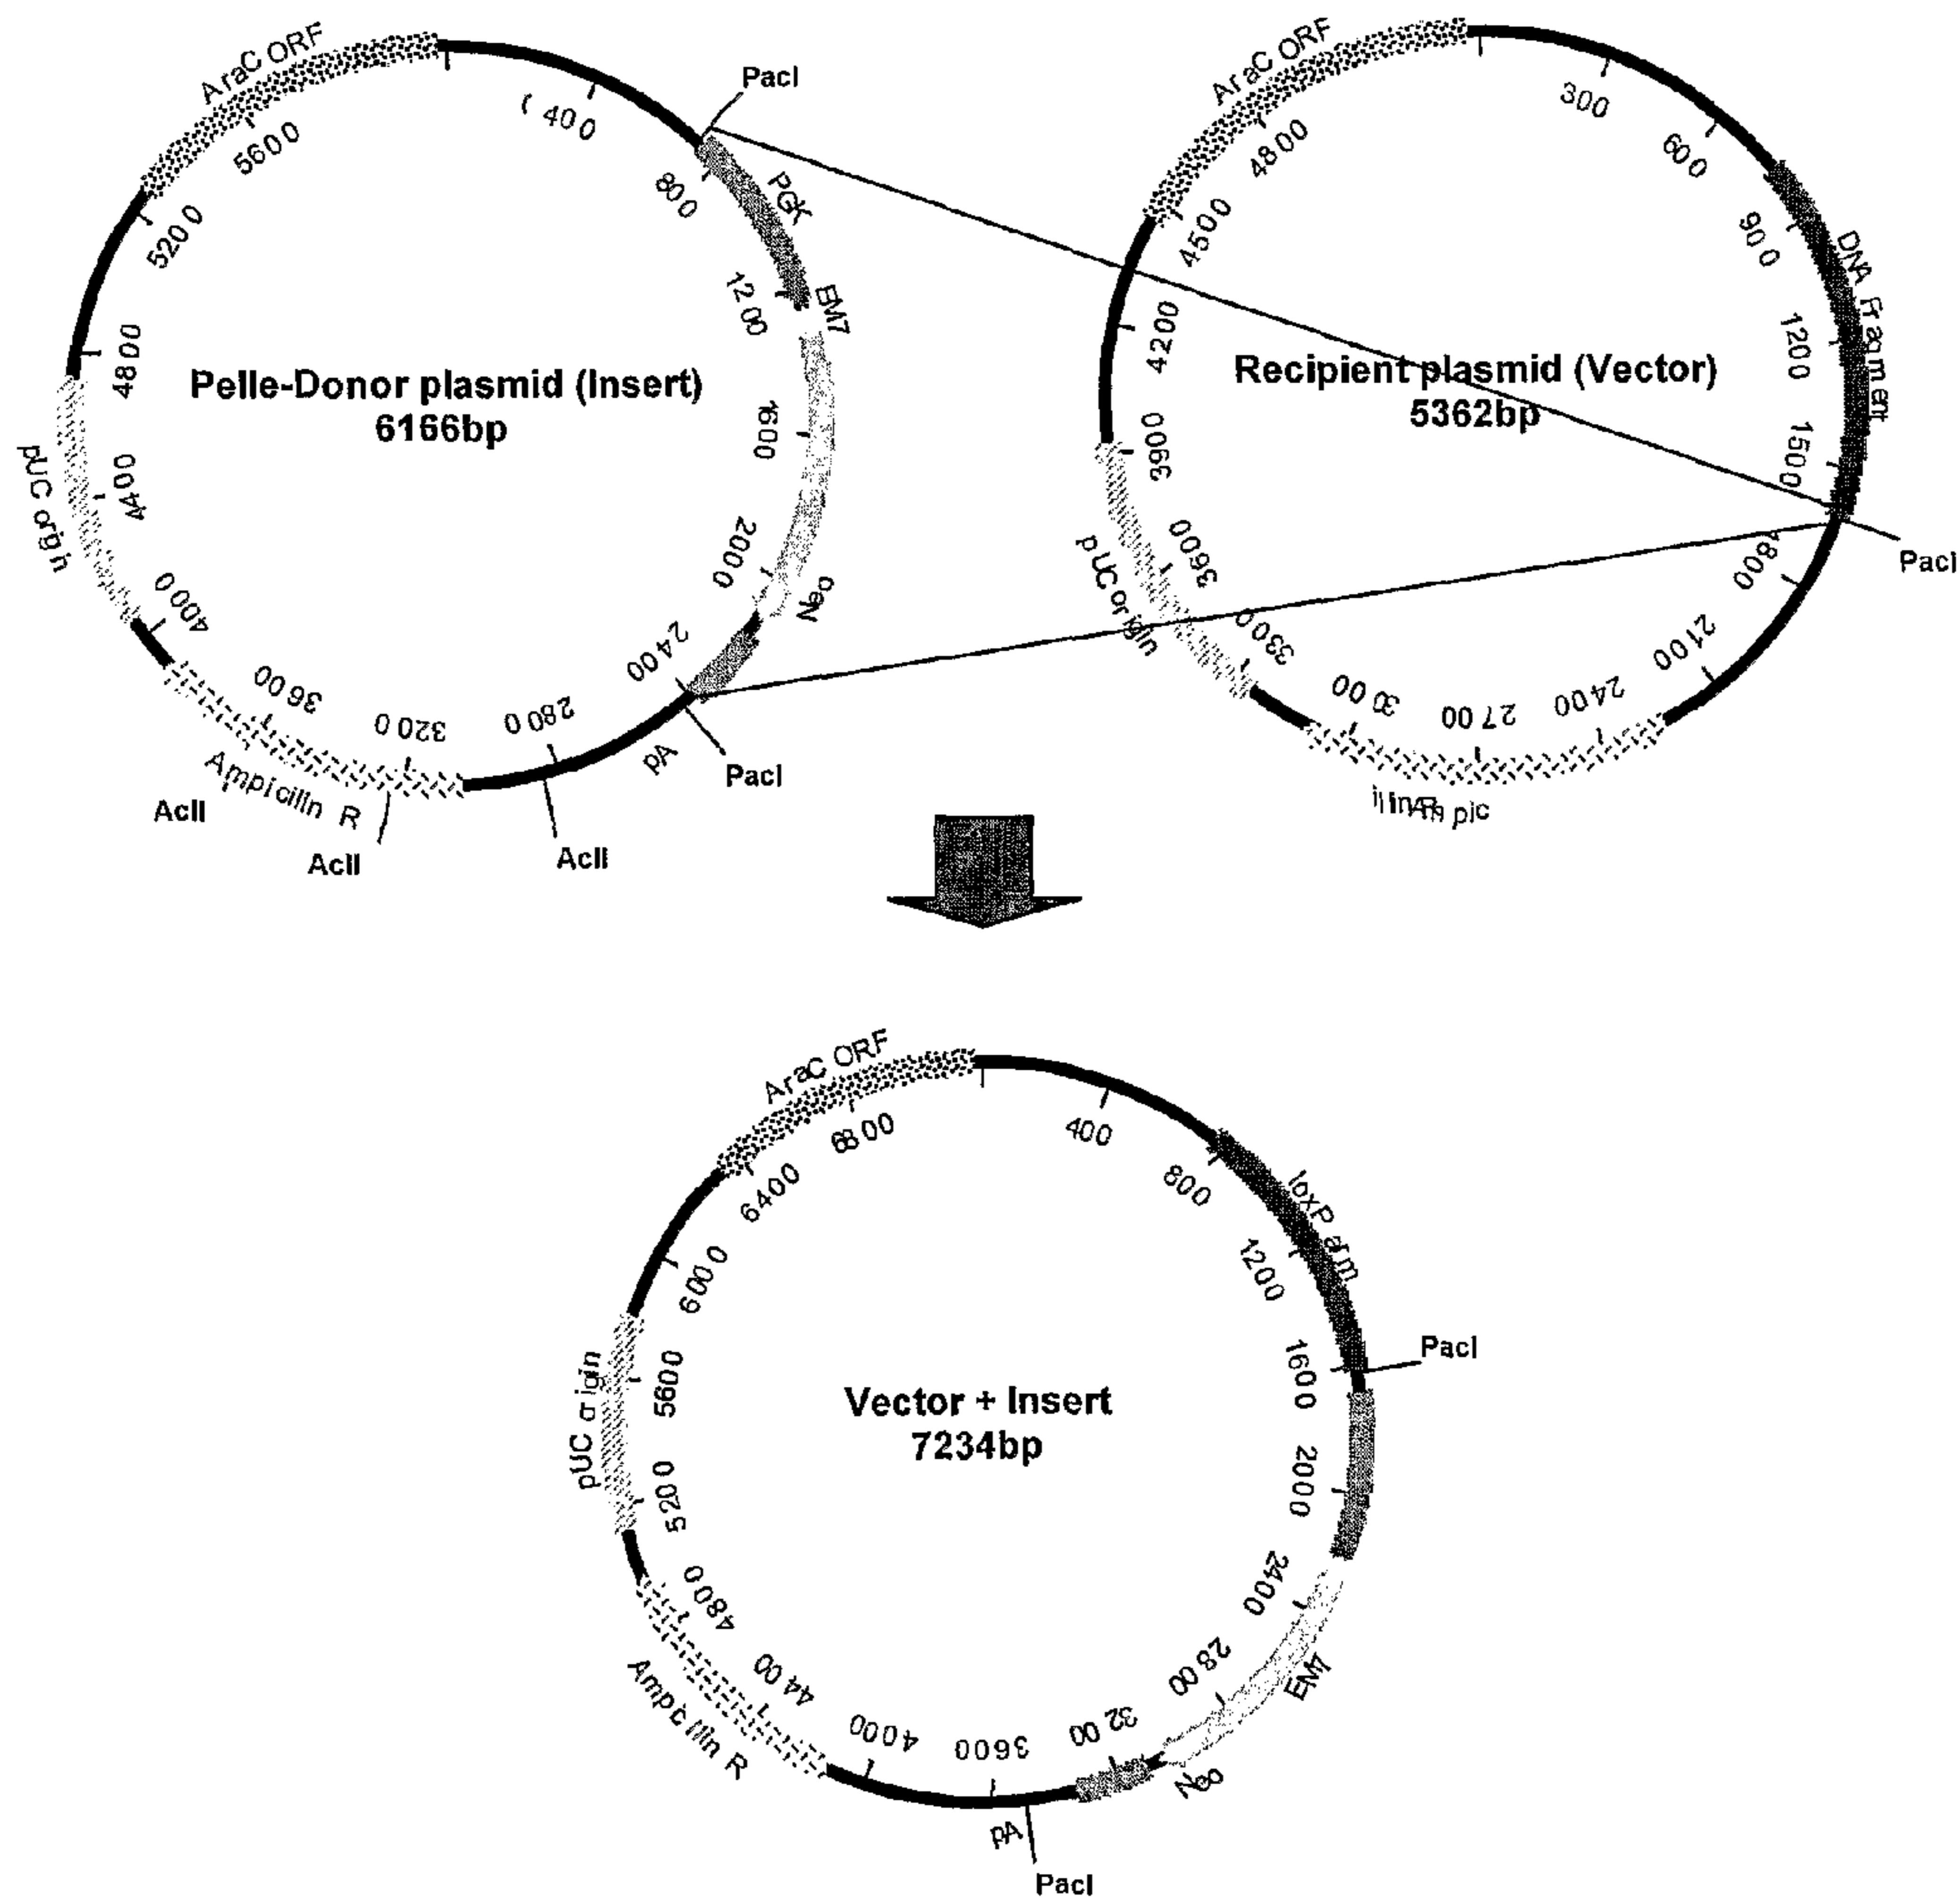 AraC ORF
PacI
400
800
PGK
1200
EM7
1600
2000
Neo
2400
pA
PacI
2800
AclI
3200
AclI
3600
Ampicillin R
AclI
4000
4400
pUC origin
4800
5200
5600
Pelle-Donor plasmid (Insert)
6166bp
AraC ORF
300
600
900
DNA Fragment
1200
1500
PacI
1800
2100
2400
2700
3000
3300
3600
pUC origin
3900
4200
4500
4800
Recipient plasmid (Vector)
5362bp
AraC ORF
400
800
loxP arm
1200
PacI
1600
2000
2400
EM7
2800
Neo
3200
3600
pA
PacI
4000
4400
Ampicillin R
4800
5200
pUC origin
5600
6000
6400
6800
Vector + Insert
7234bp